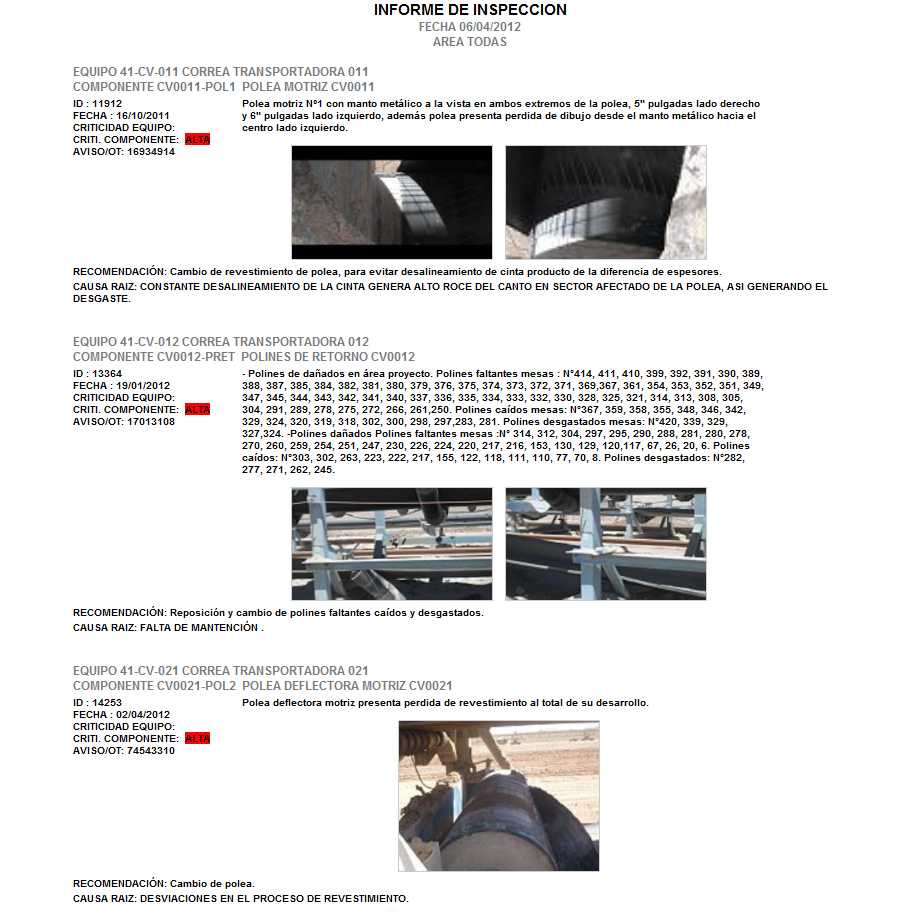 INFORME DE INSPECCION
FECHA 06/04/2012
AREA TODAS
EQUIPO 41-CV-011 CORREA TRANSPORTADORA 011
COMPONENTE CV0011-POL1 POLEA MOTRIZ CV0011
ID : 11912
FECHA : 16/10/2011
CRITICIDAD EQUIPO:
CRITI. COMPONENTE: ALTA
AVISO/OT: 16934914
Polea motriz Nº1 con manto metálico a la vista en ambos extremos de la polea, 5" pulgadas lado derecho
y 6" pulgadas lado izquierdo, además polea presenta perdida de dibujo desde el manto metálico hacia el
centro lado izquierdo.
RECOMENDACIÓN: Cambio de revestimiento de polea, para evitar desalineamiento de cinta producto de la diferencia de espesores.
CAUSA RAIZ: CONSTANTE DESALINEAMIENTO DE LA CINTA GENERA ALTO ROCE DEL CANTO EN SECTOR AFECTADO DE LA POLEA, ASI GENERANDO EL
DESGASTE.
EQUIPO 41-CV-012 CORREA TRANSPORTADORA 012
COMPONENTE CV0012-PRET POLINES DE RETORNO CV0012
ID : 13364
FECHA : 19/01/2012
CRITICIDAD EQUIPO:
CRITI. COMPONENTE: ALTA
AVISO/OT: 17013108
- Polines de dañados en área proyecto. Polines faltantes mesas : Nº414, 411, 410, 399, 392, 391, 390, 389,
388, 387, 385, 384, 382, 381, 380, 379, 376, 375, 374, 373, 372, 371, 369,367, 361, 354, 353, 352, 351, 349,
347, 345, 344, 343, 342, 341, 340, 337, 336, 335, 334, 333, 332, 330, 328, 325, 321, 314, 313, 308, 305,
304, 291, 289, 278, 275, 272, 266, 261,250. Polines caídos mesas: Nº367, 359, 358, 355, 348, 346, 342,
329, 324, 320, 319, 318, 302, 300, 298, 297,283, 281. Polines desgastados mesas: Nº420, 339, 329,
327,324. -Polines dañados Polines faltantes mesas :Nº 314, 312, 304, 297, 295, 290, 288, 281, 280, 278,
270, 260, 259, 254, 251, 247, 230, 226, 224, 220, 217, 216, 153, 130, 129, 120,117, 67, 26, 20, 6. Polines
caídos: Nº303, 302, 263, 223, 222, 217, 155, 122, 118, 111, 110, 77, 70, 8. Polines desgastados: Nº282,
277, 271, 262, 245.
RECOMENDACIÓN: Reposición y cambio de polines faltantes caídos y desgastados.
CAUSA RAIZ: FALTA DE MANTENCIÓN .
EQUIPO 41-CV-021 CORREA TRANSPORTADORA 021
COMPONENTE CV0021-POL2 POLEA DEFLECTORA MOTRIZ CV0021
ID : 14253
FECHA : 02/04/2012
CRITICIDAD EQUIPO:
CRITI. COMPONENTE: ALTA
AVISO/OT: 74543310
Polea deflectora motriz presenta perdida de revestimiento al total de su desarrollo.
RECOMENDACIÓN: Cambio de polea.
CAUSA RAIZ: DESVIACIONES EN EL PROCESO DE REVESTIMIENTO.